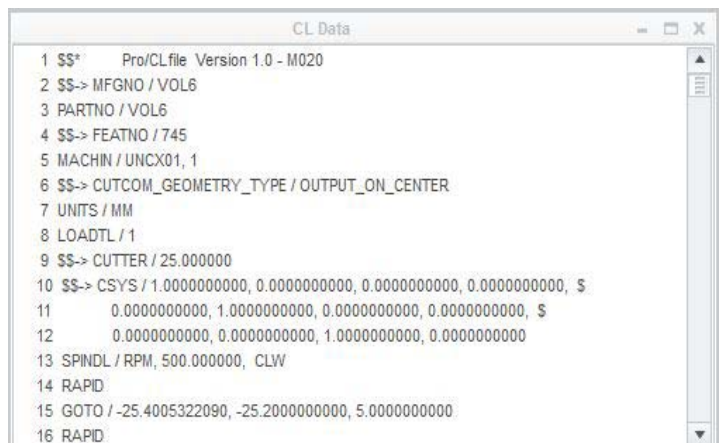 CL Data
1 $$* Pro/CLfile Version 1.0 - M020
2 $$-> MFGNO / VOL6
3 PARTNO / VOL6
4 $$-> FEATNO / 745
5 MACHIN / UNCX01, 1
6 $$-> CUTCOM_GEOMETRY_TYPE / OUTPUT_ON_CENTER
7 UNITS / MM
8 LOADTL / 1
9 $$-> CUTTER / 25.000000
10 $$-> CSYS / 1.0000000000, 0.0000000000, 0.0000000000, 0.0000000000, $
11 0.0000000000, 1.0000000000, 0.0000000000, 0.0000000000, $
12 0.0000000000, 0.0000000000, 1.0000000000, 0.0000000000
13 SPINDL / RPM, 500.000000, CLW
14 RAPID
15 GOTO / -25.4005322090, -25.2000000000, 5.0000000000
16 RAPID